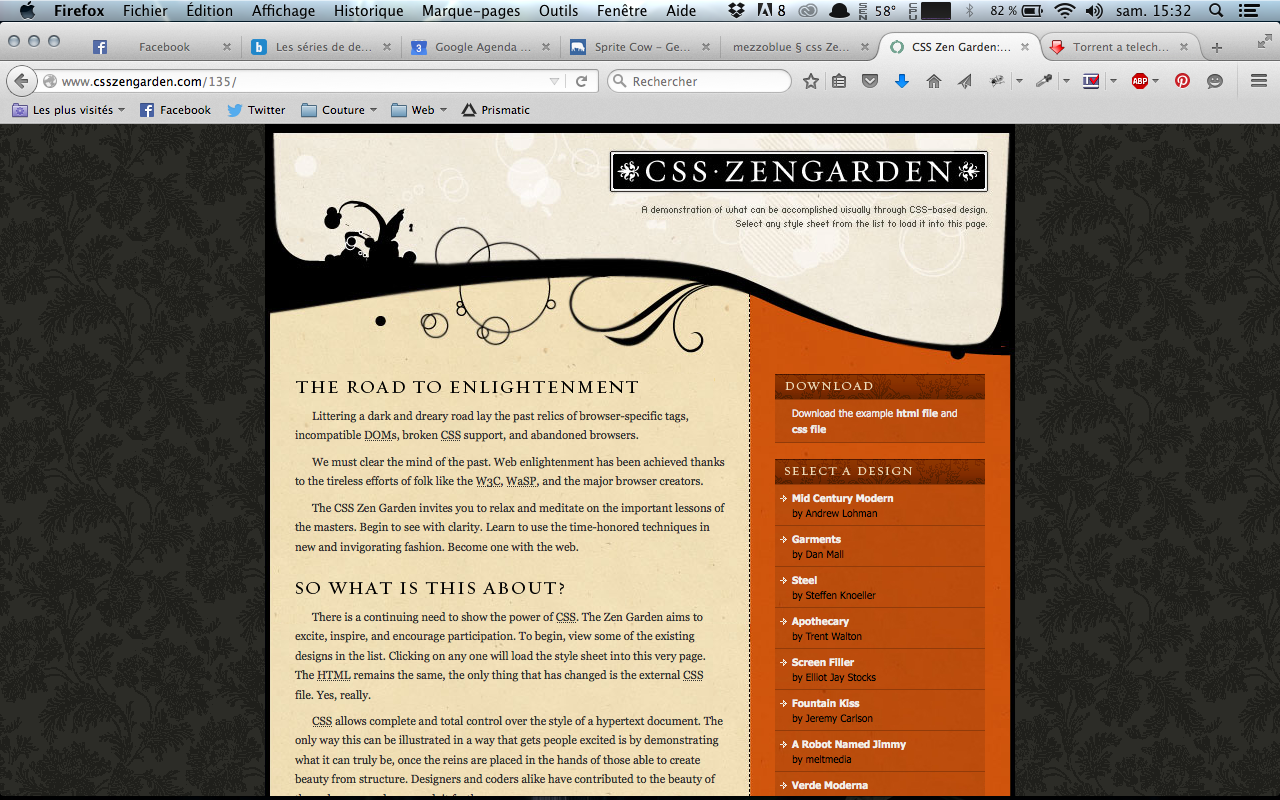 Firefox Fichier Édition Affichage Historique Marque-pages Outils Fenêtre Aide 8 58° 82 % sam. 15:32
Facebook Les séries de de... Google Agenda ... Sprite Cow – Ge... mezzoblue § css Ze... CSS Zen Garden:... Torrent a telech...
www.csszengarden.com/135/ Rechercher ABP
Les plus visités Facebook Twitter Couture Web Prismatic
CSS·ZENGARDEN
A demonstration of what can be accomplished visually through CSS-based design.
Select any style sheet from the list to load it into this page.
THE ROAD TO ENLIGHTENMENT
Littering a dark and dreary road lay the past relics of browser-specific tags,
incompatible DOMs, broken CSS support, and abandoned browsers.
We must clear the mind of the past. Web enlightenment has been achieved thanks
to the tireless efforts of folk like the W3C, WaSP, and the major browser creators.
The CSS Zen Garden invites you to relax and meditate on the important lessons of
the masters. Begin to see with clarity. Learn to use the time-honored techniques in
new and invigorating fashion. Become one with the web.
SO WHAT IS THIS ABOUT?
There is a continuing need to show the power of CSS. The Zen Garden aims to
excite, inspire, and encourage participation. To begin, view some of the existing
designs in the list. Clicking on any one will load the style sheet into this very page.
The HTML remains the same, the only thing that has changed is the external CSS
file. Yes, really.
CSS allows complete and total control over the style of a hypertext document. The
only way this can be illustrated in a way that gets people excited is by demonstrating
what it can truly be, once the reins are placed in the hands of those able to create
beauty from structure. Designers and coders alike have contributed to the beauty of
DOWNLOAD
Download the example html file and
css file
SELECT A DESIGN
Mid Century Modern
by Andrew Lohman
Garments
by Dan Mall
Steel
by Steffen Knoeller
Apothecary
by Trent Walton
Screen Filler
by Elliot Jay Stocks
Fountain Kiss
by Jeremy Carlson
A Robot Named Jimmy
by meltmedia
Verde Moderna